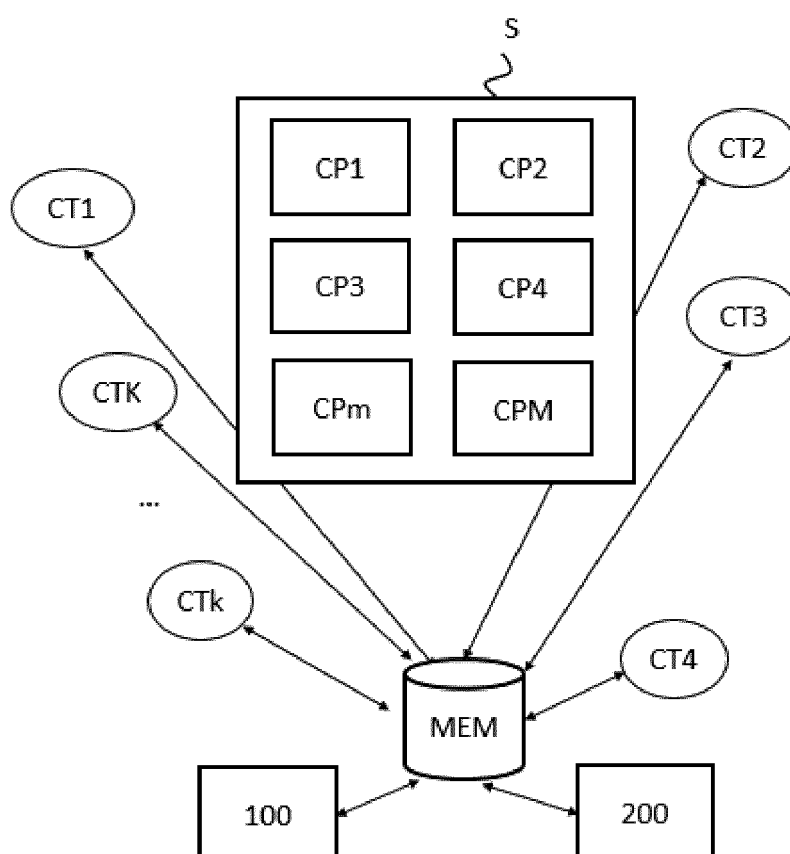 S
CP1 CP2
CT2
CT1
CP3 CP4
CT3
CTK
CPm CPM
...
CTk
CT4
MEM
100
200